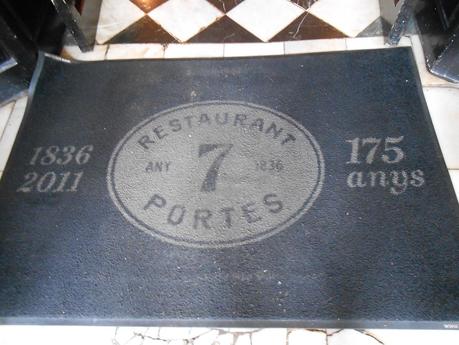 1836
2011
RESTAURANT
ANY 7 1836
PORTES
175
anys